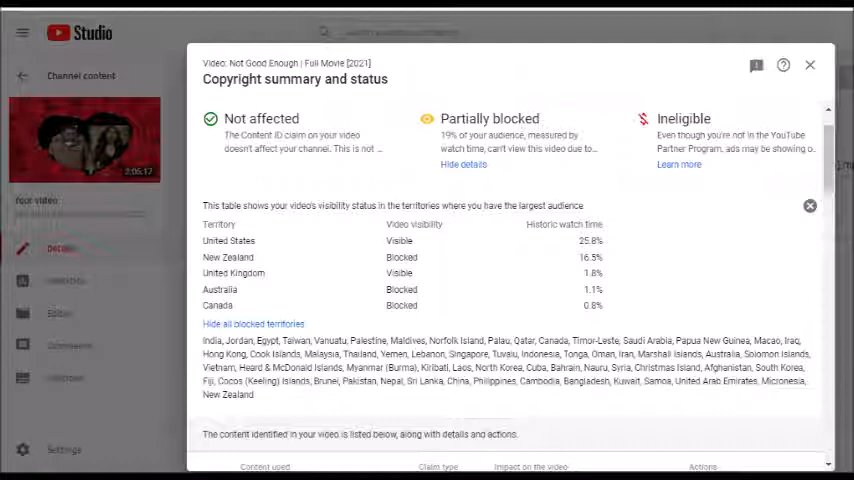 Studio
Video: Not Good Enough | Full Movie [2021]
Copyright summary and status
Channel content
Not affected
The Content ID claim on your video
doesn't affect your channel. This is not ...
Partially blocked
19% of your audience, measured by
watch time, can't view this video due to...
Hide details
Ineligible
Even though you're not in the YouTube
Partner Program, ads may be showing o..
Learn more
2:05:17
Your video
This table shows your video's visibility status in the territories where you have the largest audience.
Territory Video visibility Historic watch time
United States Visible 25.8%
New Zealand Blocked 16.5%
United Kingdom Visible 1.8%
Australia Blocked 1.1%
Canada Blocked 0.8%
Hide all blocked territories
India, Jordan, Egypt, Taiwan, Vanuatu, Palestine, Maldives, Norfolk Island, Palau, Qatar, Canada, Timor-Leste, Saudi Arabia, Papua New Guinea, Macao, Iraq,
Hong Kong, Cook Islands, Malaysia, Thailand, Yemen, Lebanon, Singapore, Tuvalu, Indonesia, Tonga, Oman, Iran, Marshall Islands, Australia, Solomon Islands,
Vietnam, Heard & McDonald Islands, Myanmar (Burma), Kiribati, Laos, North Korea, Cuba, Bahrain, Nauru, Syria, Christmas Island, Afghanistan, South Korea,
Fiji, Cocos (Keeling) Islands, Brunei, Pakistan, Nepal, Sri Lanka, China, Philippines, Cambodia, Bangladesh, Kuwait, Samoa, United Arab Emirates, Micronesia,
New Zealand
Details
Editor
Comments
Settings
The content identified in your video is listed below, along with details and actions.
Content used Claim type Impact on the video Actions